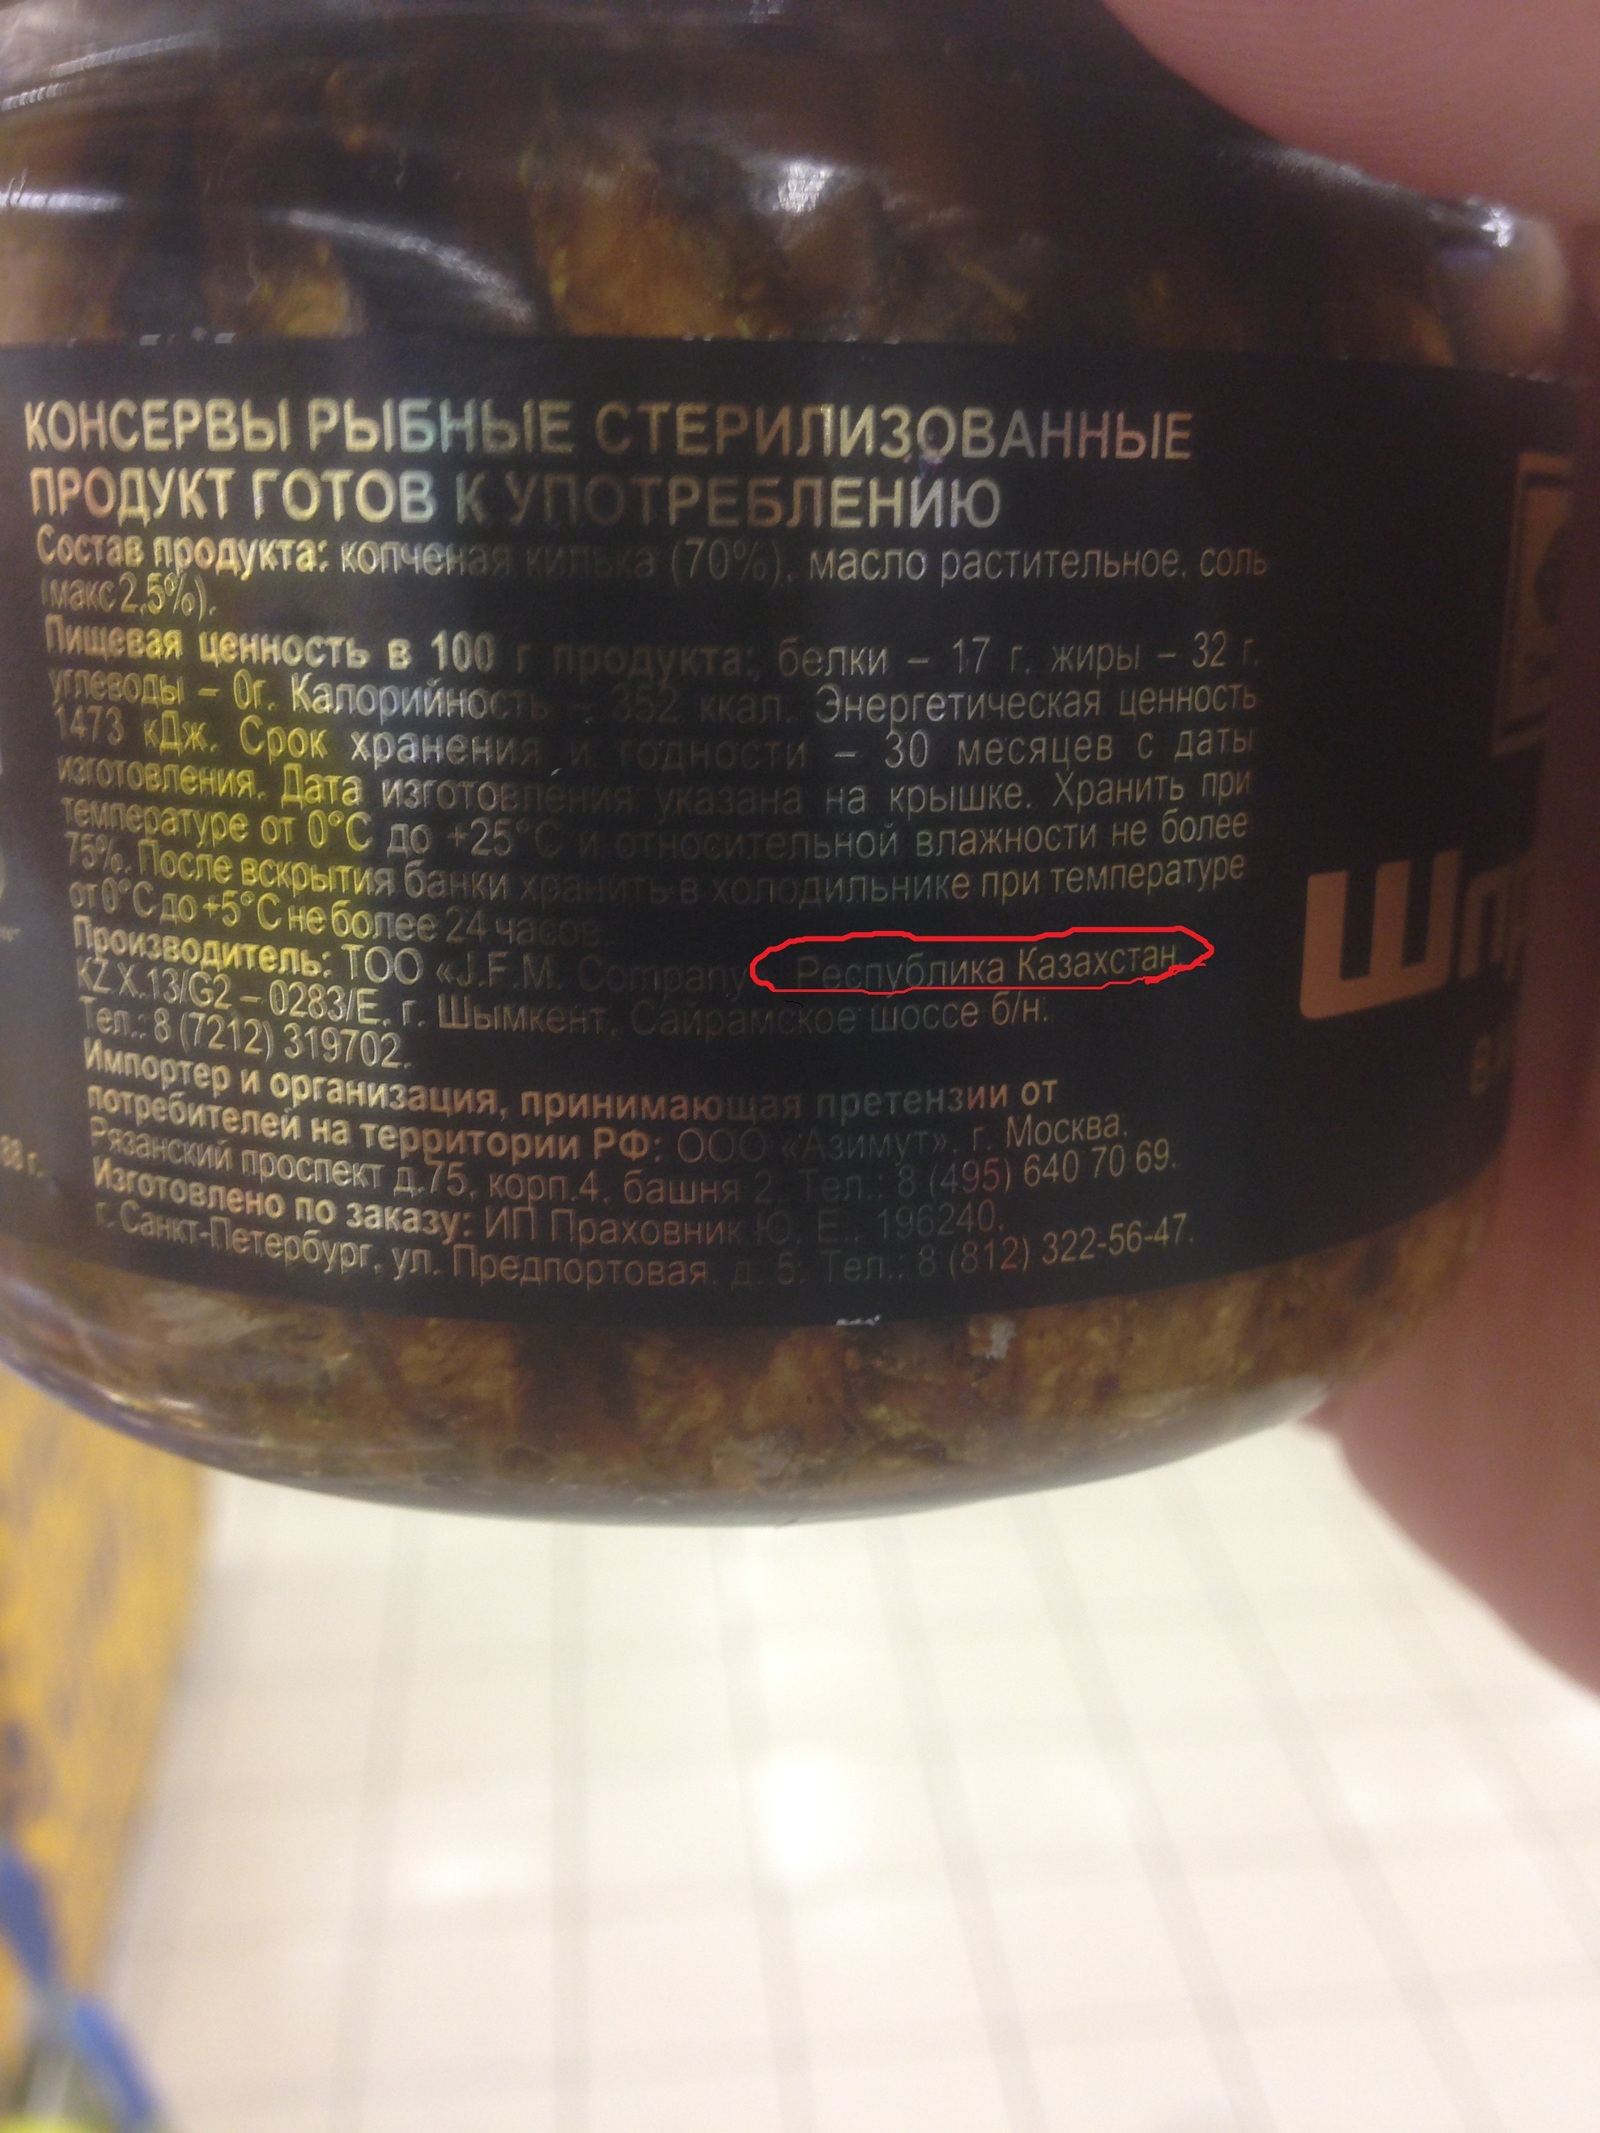 КОНСЕРВЫ РЫБНЫЕ СТЕРИЛИЗОВАННЫЕ
ПРОДУКТ ГОТОВ К УПОТРЕБЛЕНИЮ
Состав продукта: копченая килька (70%), масло растительное, соль
(макс 2,5%).
Пищевая ценность в 100 г продукта: белки – 17 г, жиры – 32 г,
углеводы – 0г. Калорийность – 352 ккал. Энергетическая ценность
1473 кДж. Срок хранения и годности – 30 месяцев с даты
изготовления. Дата изготовления указана на крышке. Хранить при
температуре от 0°C до +25°C и относительной влажности не более
75%. После вскрытия банки хранить в холодильнике при температуре
от 0°C до +5°C не более 24 часов.
Производитель: ТОО «J.F.M. Company», Республика Казахстан,
KZ.X.13/G2 – 0283/E, г. Шымкент, Сайрамское шоссе б/н.
Тел.: 8 (7212) 319702.
Импортер и организация, принимающая претензии от
потребителей на территории РФ: ООО «Азимут», г. Москва,
Рязанский проспект д.75, корп.4, башня 2. Тел.: 8 (495) 640 70 69.
Изготовлено по заказу: ИП Праховник Ю. Е., 196240,
г. Санкт-Петербург, ул. Предпортовая, д. 6; Тел.: 8 (812) 322-56-47.